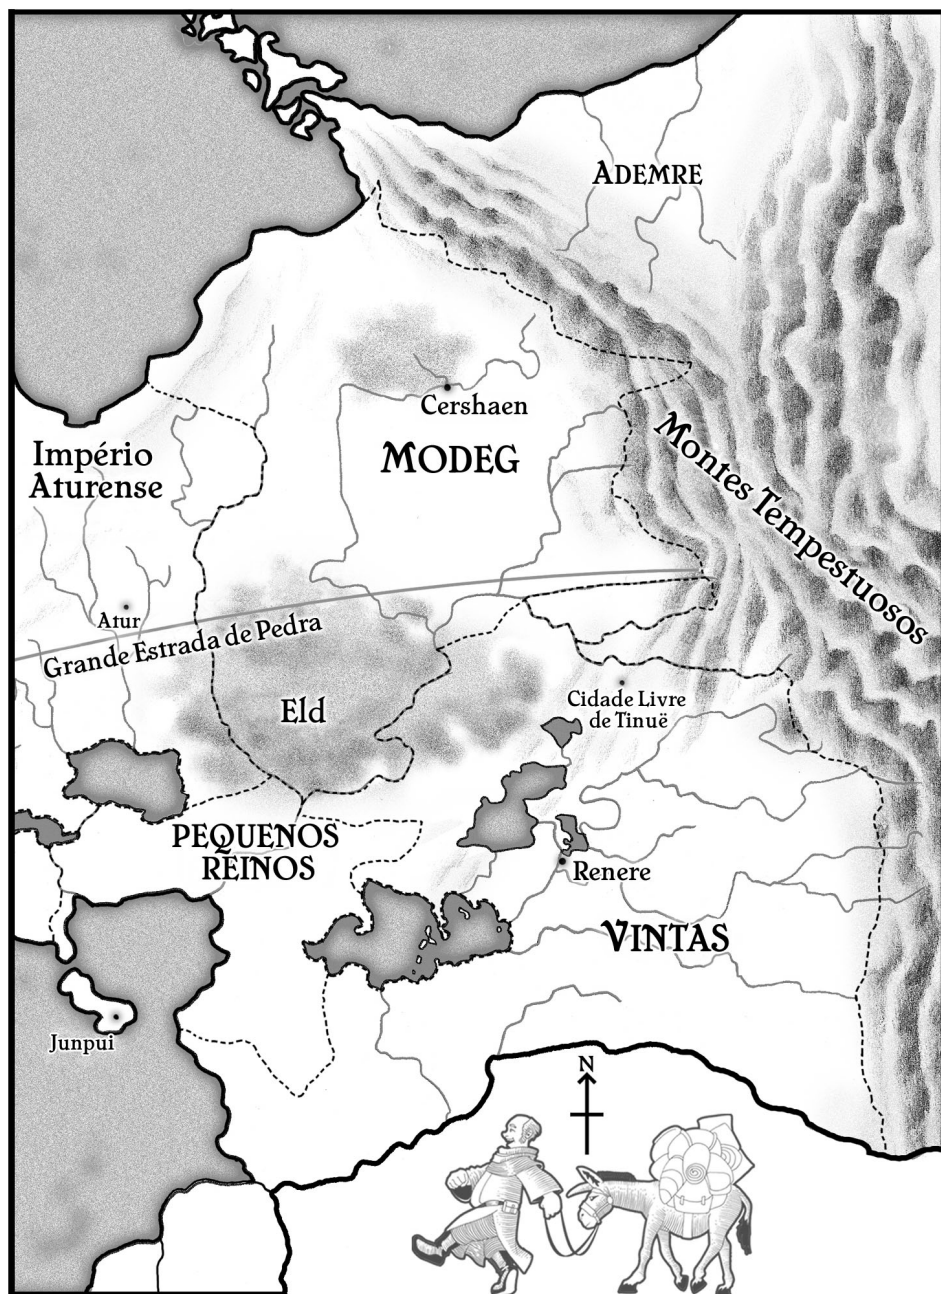 ADEMRE
Cershaen
MODEG
Império
Aturense
Montes Tempestuosos
Atur
Grande Estrada de Pedra
Eld
Cidade Livre
de Tinuë
PEQUENOS
REINOS
Renere
VINTAS
Junpui
N